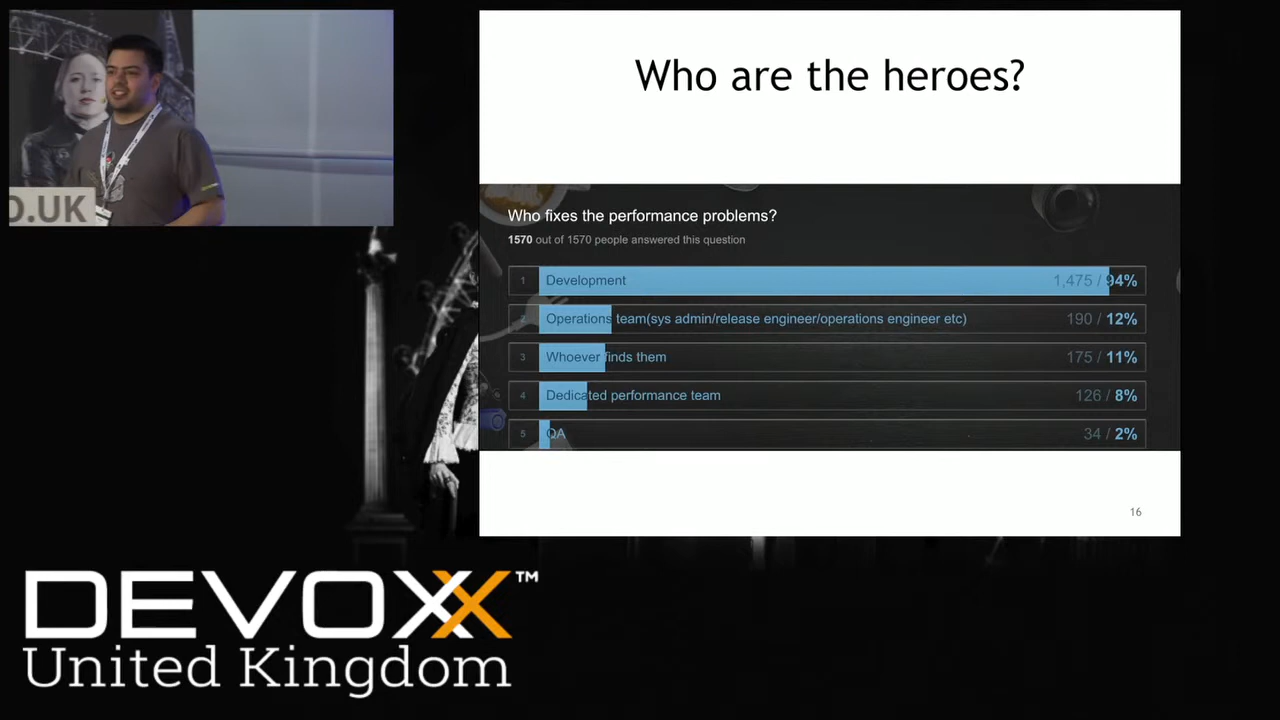 O.UK
Who are the heroes?
Who fixes the performance problems?
1570 out of 1570 people answered this question
1 Development 1,475 / 94%
2 Operations team(sys admin/release engineer/operations engineer etc) 190 / 12%
3 Whoever finds them 175 / 11%
4 Dedicated performance team 126 / 8%
5 QA 34 / 2%
16
DEVOXX™
United Kingdom